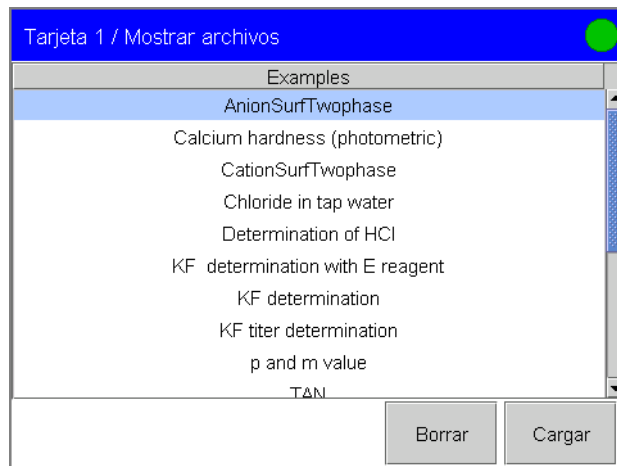 Tarjeta 1 / Mostrar archivos
Examples
AnionSurfTwophase
Calcium hardness (photometric)
CationSurfTwophase
Chloride in tap water
Determination of HCl
KF  determination with E reagent
KF determination
KF titer determination
p and m value
TAN
Borrar
Cargar